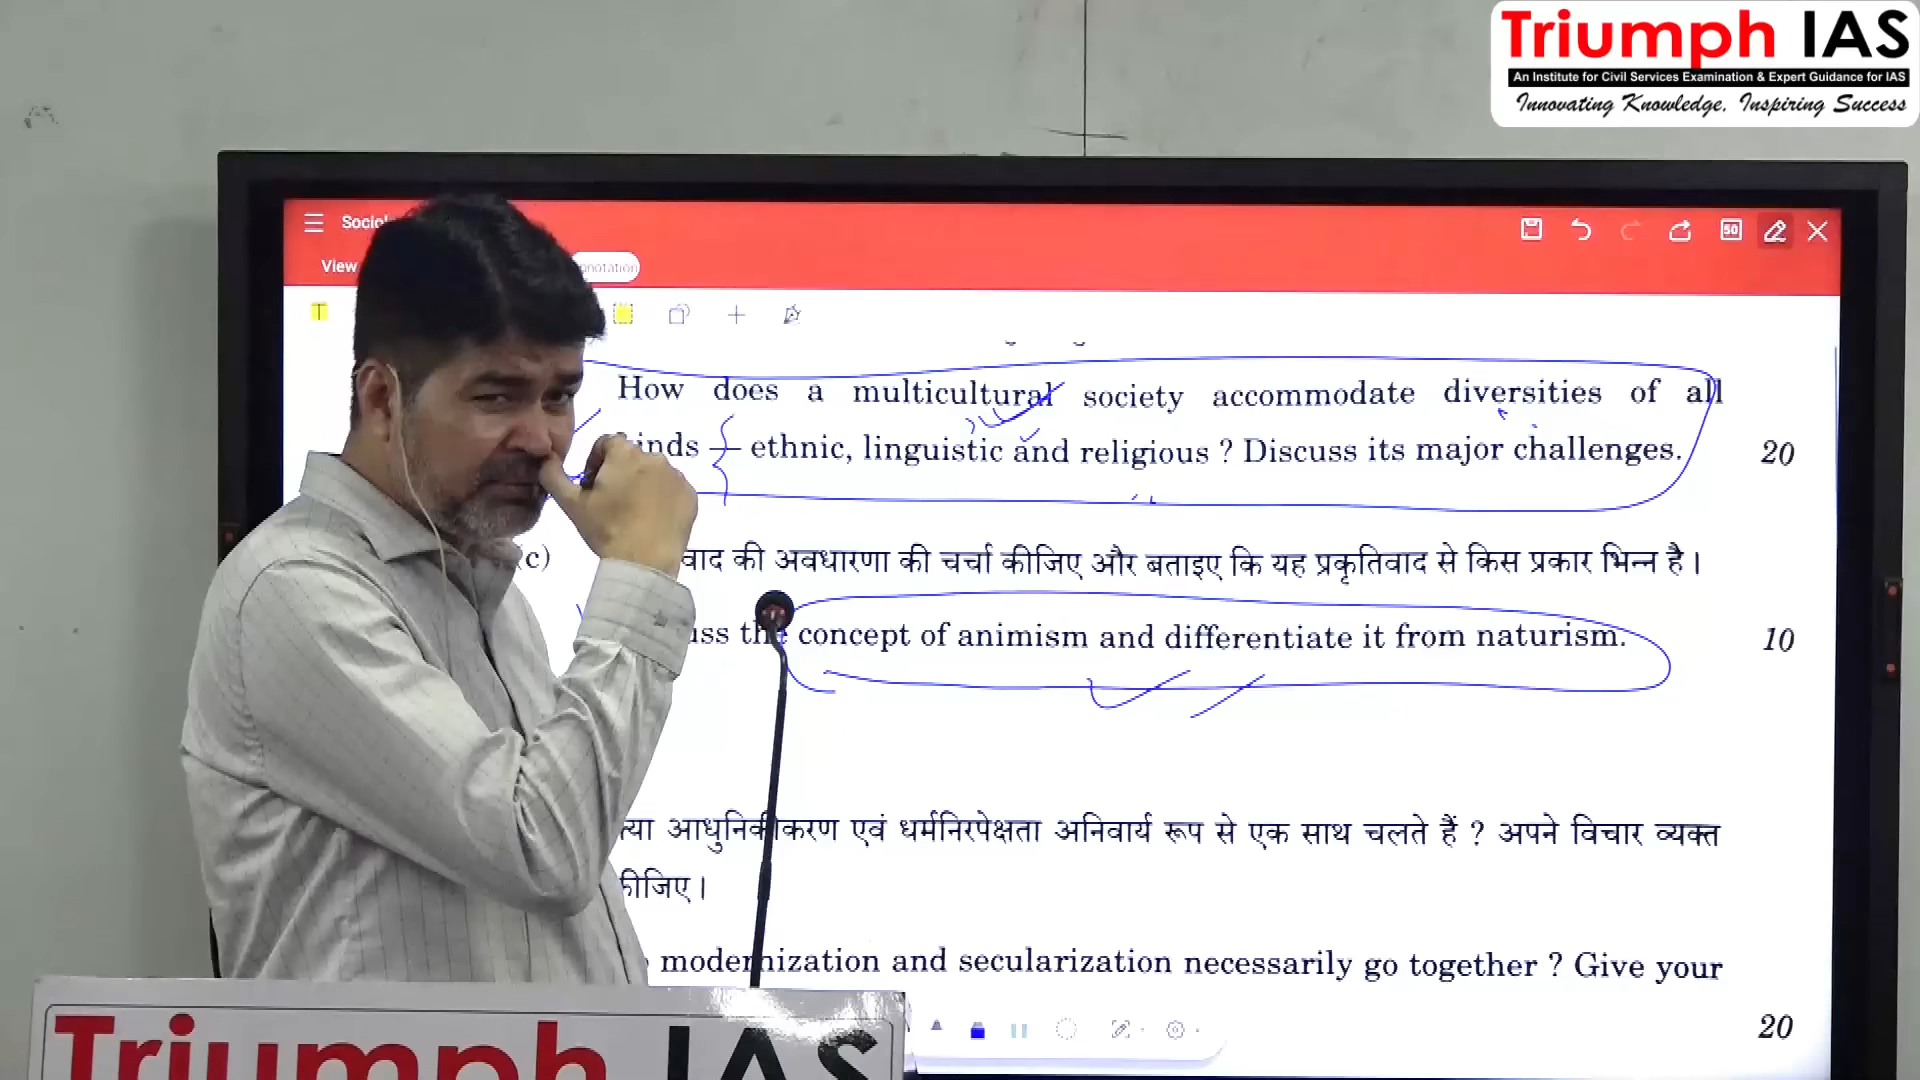 Triumph IAS
An Institute for Civil Services Examination & Expert Guidance for IAS
Innovating Knowledge, Inspiring Success
View
50
T
How does a multicultural society accommodate diversities of all
ethnic, linguistic and religious ? Discuss its major challenges. 20
(c) की अवधारणा की चर्चा कीजिए और बताइए कि यह प्रकृतिवाद से किस प्रकार भिन्न है।
the concept of animism and differentiate it from naturism. 10
आधुनिकीकरण एवं धर्मनिरपेक्षता अनिवार्य रूप से एक साथ चलते हैं ? अपने विचार व्यक्त
modernization and secularization necessarily go together ? Give your
20
Triumph IAS